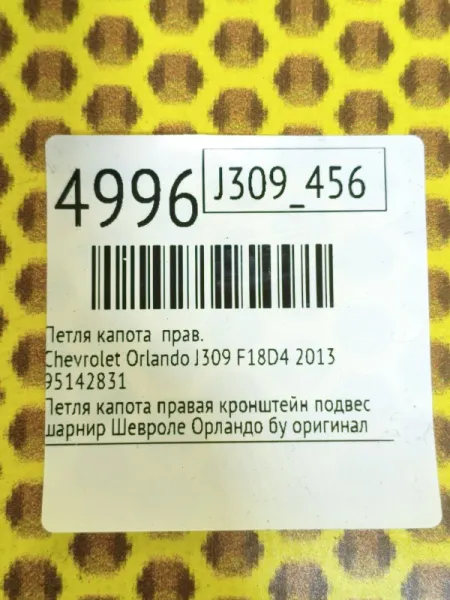 4996
J309_456
Петля капота прав.
Chevrolet Orlando J309 F18D4 2013
95142831
Петля капота правая кронштейн подвес
шарнир Шевроле Орландо бу оригинал